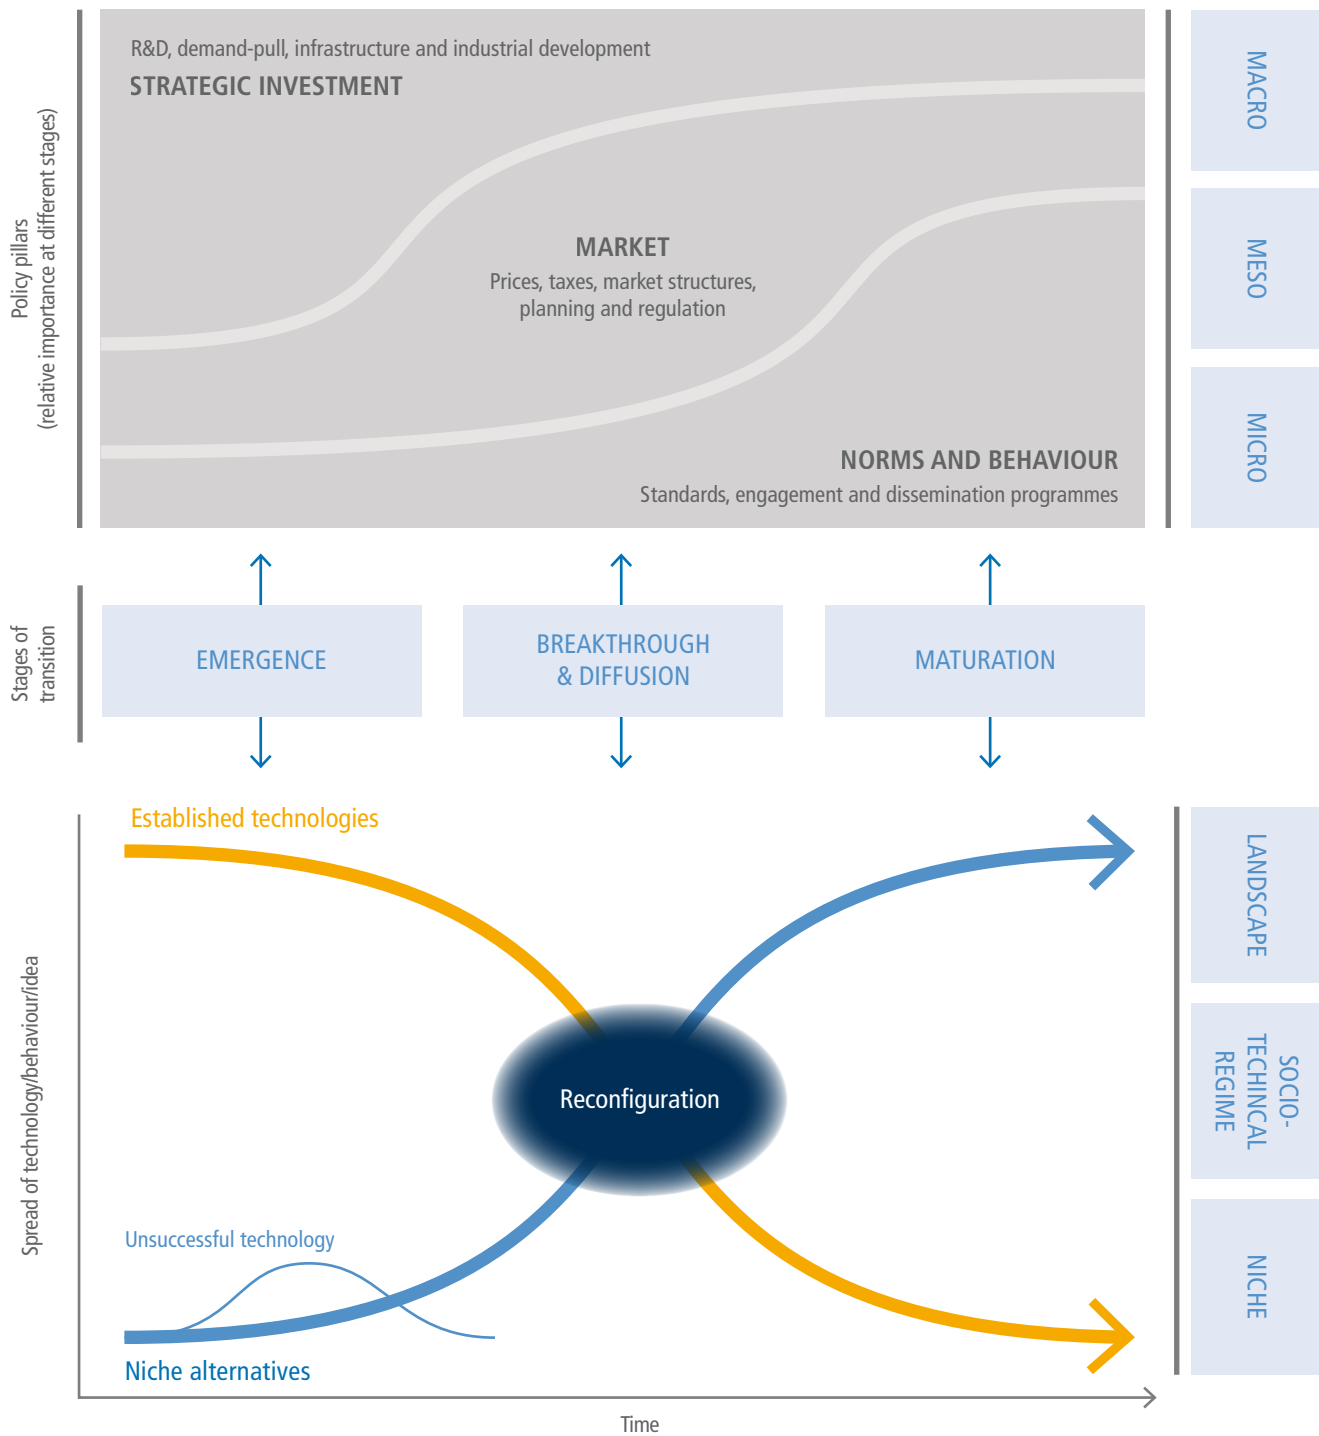 Policy pillars
(relative importance at different stages)
R&D, demand-pull, infrastructure and industrial development
STRATEGIC INVESTMENT
MARKET
Prices, taxes, market structures,
planning and regulation
NORMS AND BEHAVIOUR
Standards, engagement and dissemination programmes
MACRO
MESO
MICRO
Stages of
transition
EMERGENCE
BREAKTHROUGH
& DIFFUSION
MATURATION
Spread of technology/behaviour/idea
Established technologies
Reconfiguration
Unsuccessful technology
Niche alternatives
Time
LANDSCAPE
SOCIO-
TECHINCAL
REGIME
NICHE